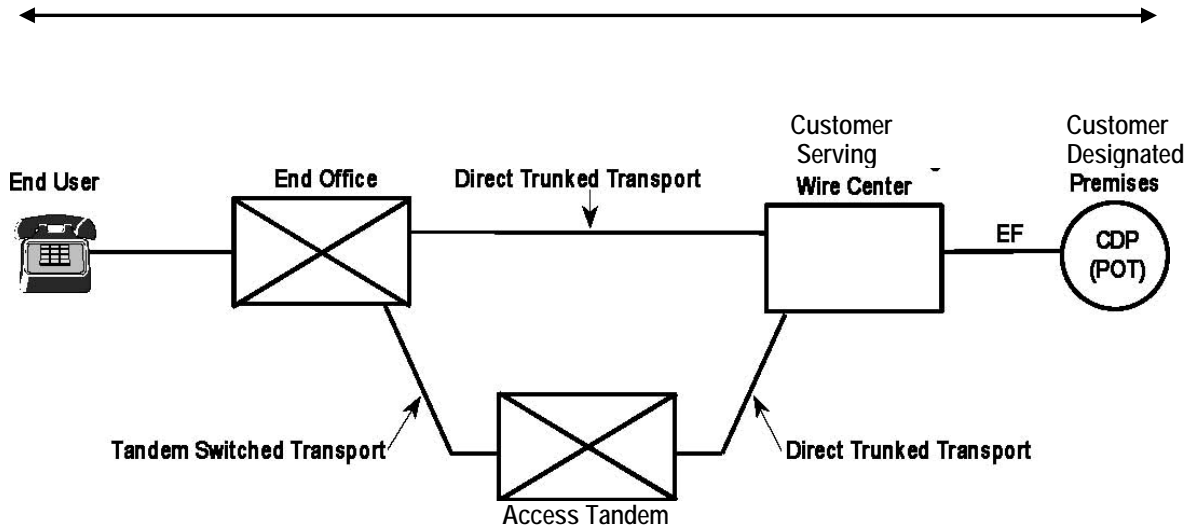 Customer
Serving
Wire Center
Customer
Designated
Premises
End User
End Office
Direct Trunked Transport
EF
CDP
(POT)
Tandem Switched Transport
Direct Trunked Transport
Access Tandem